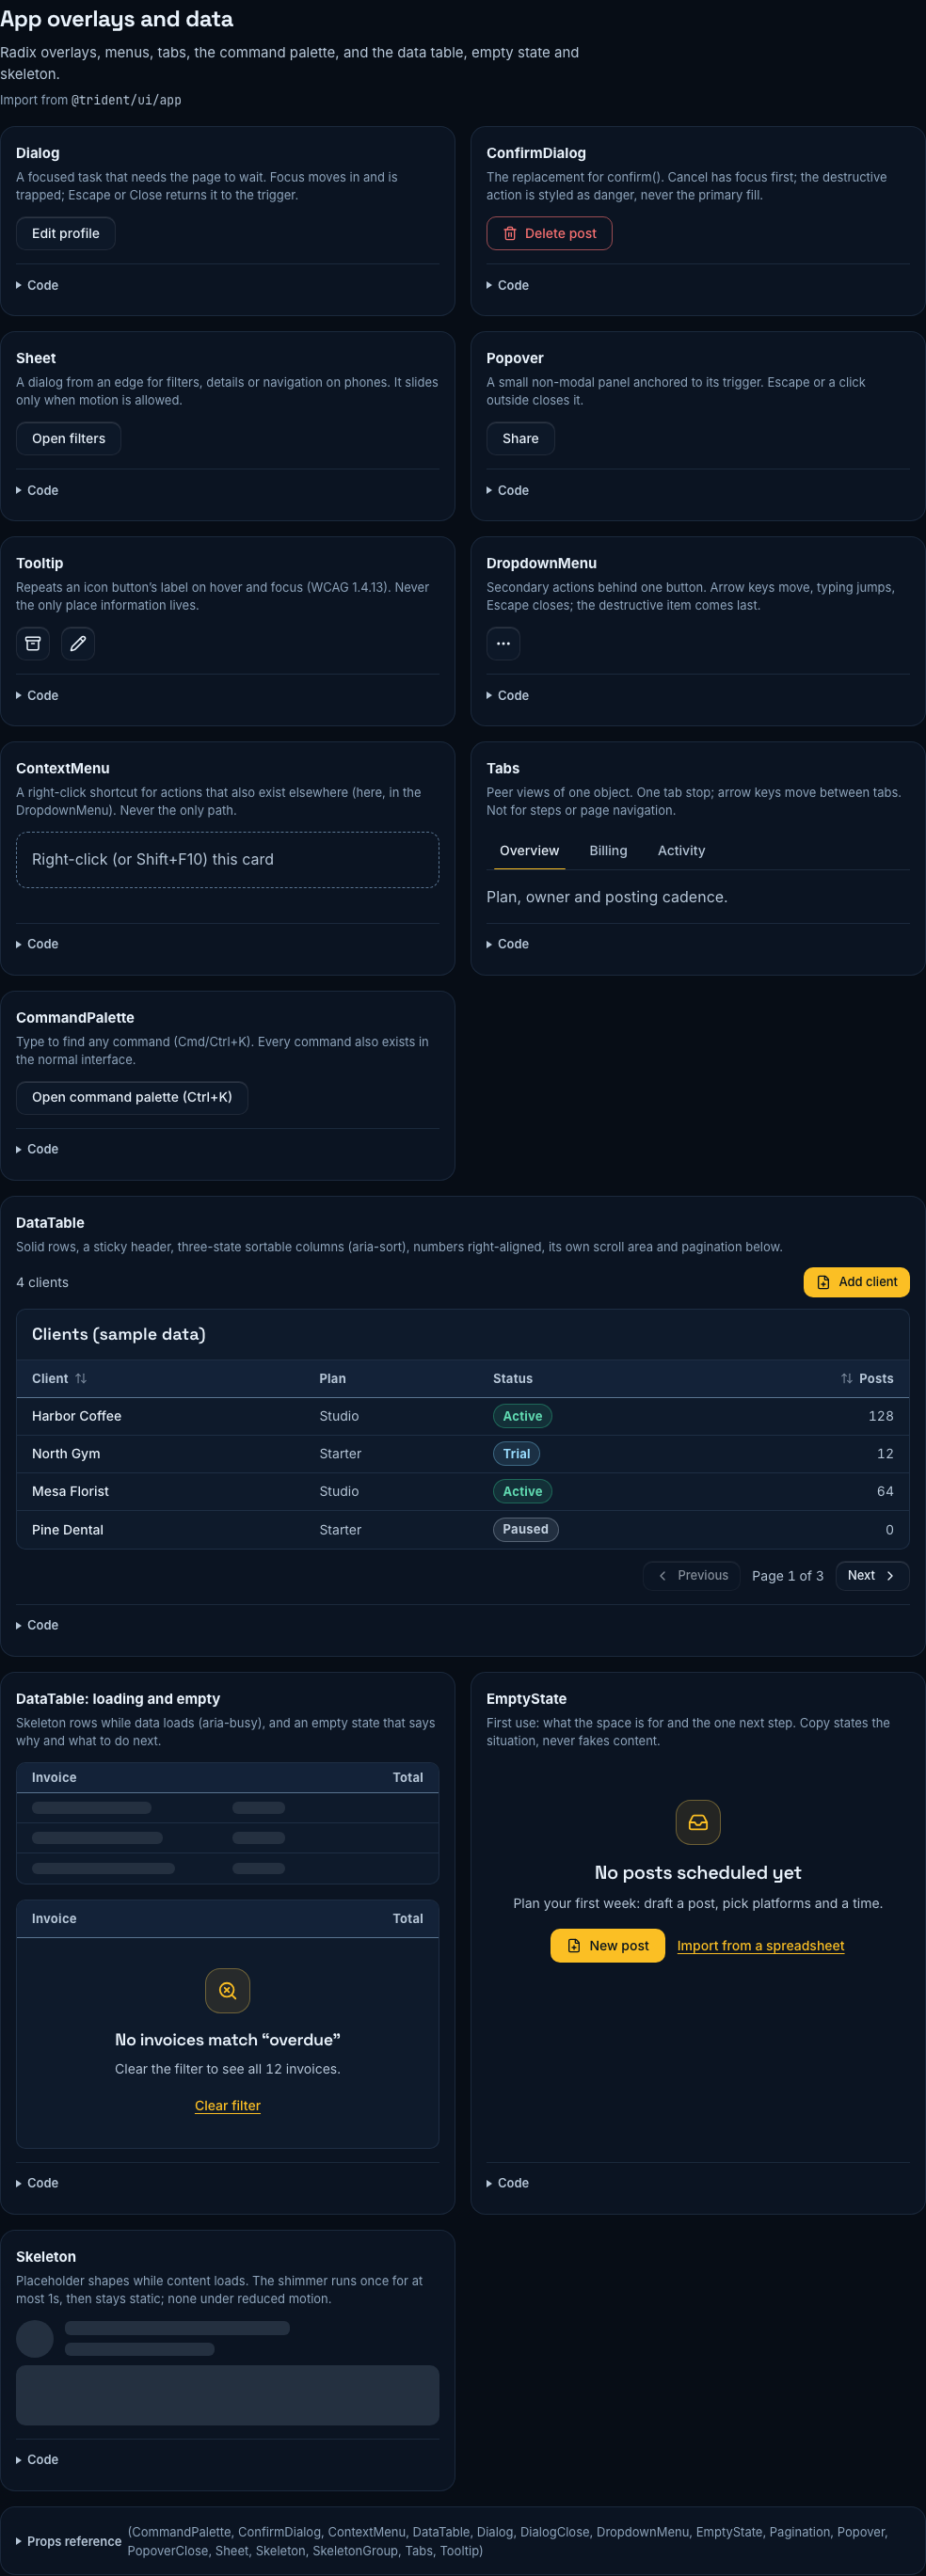 App overlays and data
Radix overlays, menus, tabs, the command palette, and the data table, empty state and
skeleton.
Import from @trident/ui/app
Dialog
A focused task that needs the page to wait. Focus moves in and is
trapped; Escape or Close returns it to the trigger.
Edit profile
Code
ConfirmDialog
The replacement for confirm(). Cancel has focus first; the destructive
action is styled as danger, never the primary fill.
Delete post
Code
Sheet
A dialog from an edge for filters, details or navigation on phones. It slides
only when motion is allowed.
Open filters
Code
Popover
A small non-modal panel anchored to its trigger. Escape or a click
outside closes it.
Share
Code
Tooltip
Repeats an icon button’s label on hover and focus (WCAG 1.4.13). Never
the only place information lives.
Code
DropdownMenu
Secondary actions behind one button. Arrow keys move, typing jumps,
Escape closes; the destructive item comes last.
Code
ContextMenu
A right-click shortcut for actions that also exist elsewhere (here, in the
DropdownMenu). Never the only path.
Right-click (or Shift+F10) this card
Code
Tabs
Peer views of one object. One tab stop; arrow keys move between tabs.
Not for steps or page navigation.
Overview Billing Activity
Plan, owner and posting cadence.
Code
CommandPalette
Type to find any command (Cmd/Ctrl+K). Every command also exists in
the normal interface.
Open command palette (Ctrl+K)
Code
DataTable
Solid rows, a sticky header, three-state sortable columns (aria-sort), numbers right-aligned, its own scroll area and pagination below.
4 clients Add client
Clients (sample data)
Client Plan Status Posts
Harbor Coffee Studio Active 128
North Gym Starter Trial 12
Mesa Florist Studio Active 64
Pine Dental Starter Paused 0
Previous Page 1 of 3 Next
Code
DataTable: loading and empty
Skeleton rows while data loads (aria-busy), and an empty state that says
why and what to do next.
Invoice Total
Invoice Total
No invoices match “overdue”
Clear the filter to see all 12 invoices.
Clear filter
Code
EmptyState
First use: what the space is for and the one next step. Copy states the
situation, never fakes content.
No posts scheduled yet
Plan your first week: draft a post, pick platforms and a time.
New post Import from a spreadsheet
Code
Skeleton
Placeholder shapes while content loads. The shimmer runs once for at
most 1s, then stays static; none under reduced motion.
Code
Props reference (CommandPalette, ConfirmDialog, ContextMenu, DataTable, Dialog, DialogClose, DropdownMenu, EmptyState, Pagination, Popover,
PopoverClose, Sheet, Skeleton, SkeletonGroup, Tabs, Tooltip)